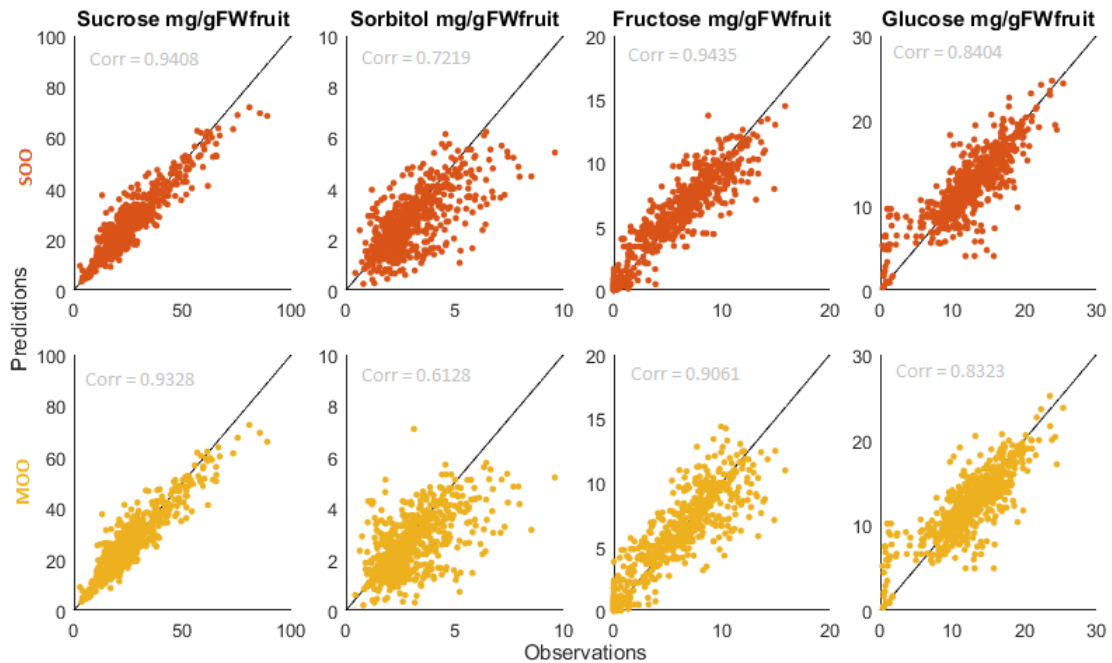 Sucrose mg/gFWfruit Sorbitol mg/gFWfruit Fructose mg/gFWfruit Glucose mg/gFWfruit
100 10 20 30
Corr = 0.9408 Corr = 0.7219 Corr = 0.9435 Corr = 0.8404
80 8
15
60 6 20
SOO
10
40 4
10
20 2 5
0 0 0 0
0 50 100 0 5 10 0 10 20 0 10 20 30
Predictions
100 10 20 30
Corr = 0.9328 Corr = 0.6128 Corr = 0.9061 Corr = 0.8323
80 8
15
60 6 20
MOO
10
40 4
10
20 2 5
0 0 0 0
0 50 100 0 5 10 0 10 20 0 10 20 30
Observations